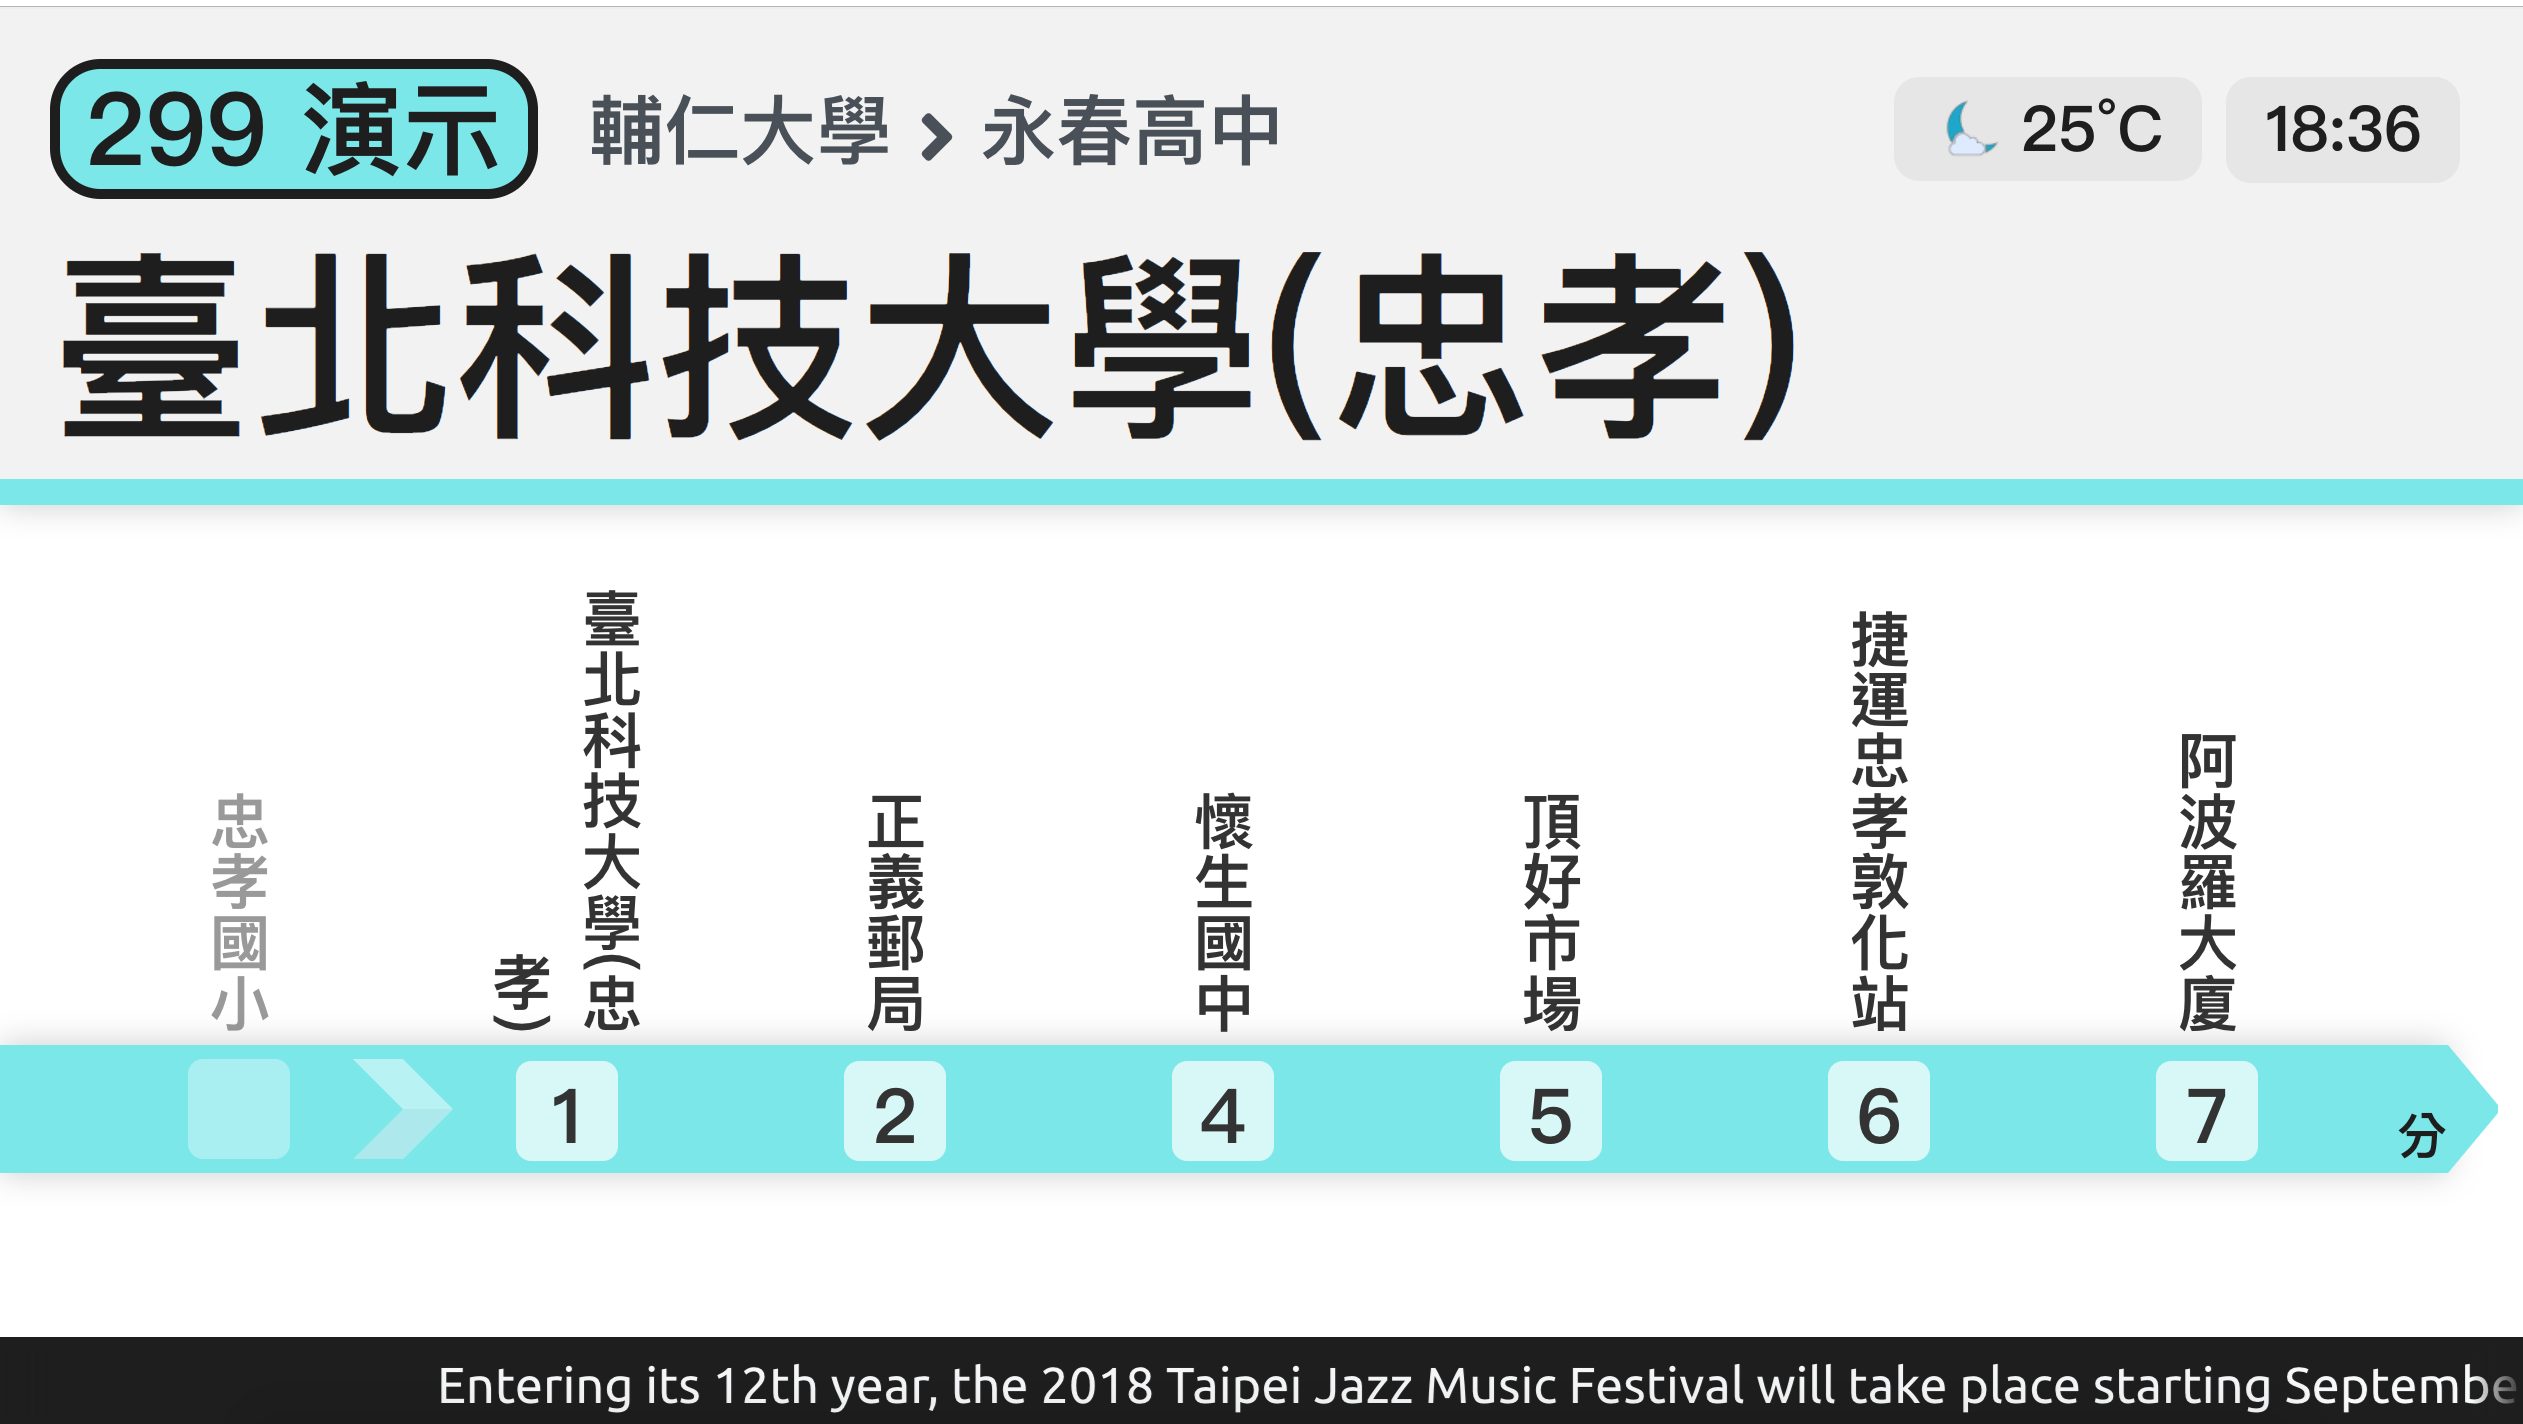 299 演示
輔仁大學 > 永春高中
25°C
18:36
臺北科技大學(忠孝)
忠孝國小
臺北科技大學(忠
孝)
正義郵局
懷生國中
頂好市場
捷運忠孝敦化站
阿波羅大廈
1
2
4
5
6
7
分
Entering its 12th year, the 2018 Taipei Jazz Music Festival will take place starting Septembe